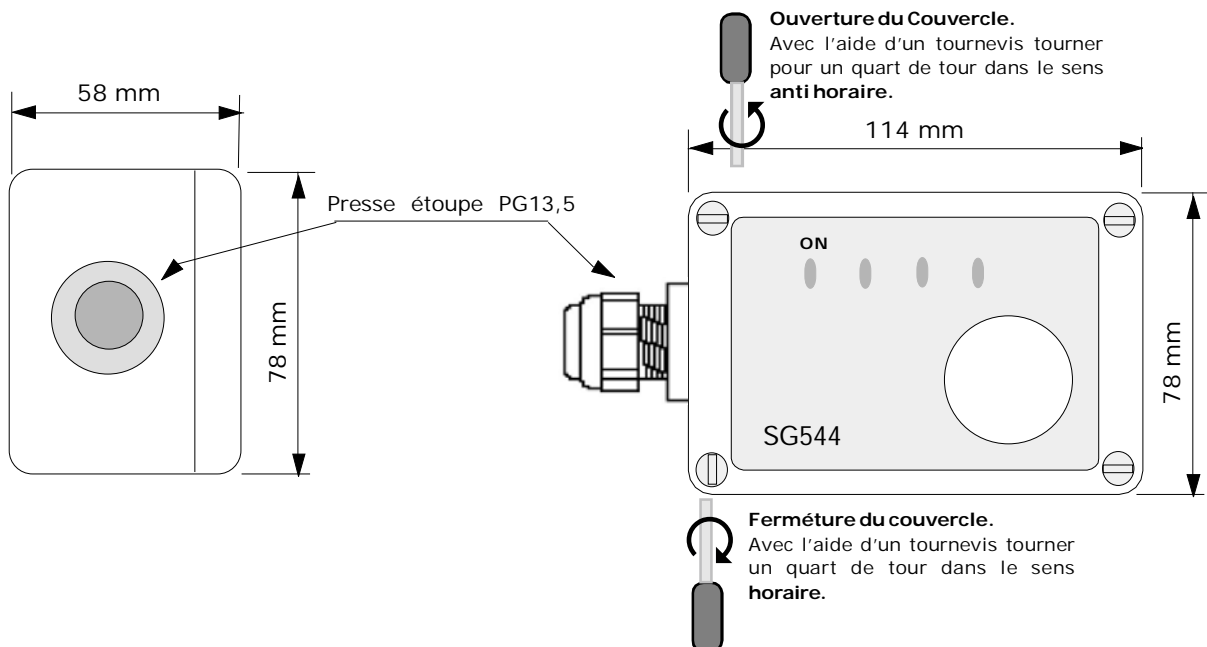 Ouverture du Couvercle.
Avec l'aide d'un tournevis tourner
pour un quart de tour dans le sens
anti horaire.
58 mm
114 mm
Presse étoupe PG13,5
ON
78 mm
78 mm
SG544
Ferméture du couvercle.
Avec l'aide d'un tournevis tourner
un quart de tour dans le sens
horaire.